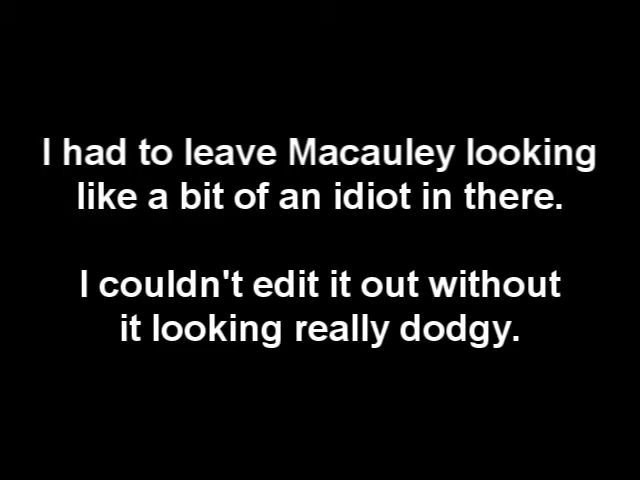 I had to leave Macauley looking
like a bit of an idiot in there.
I couldn't edit it out without
it looking really dodgy.